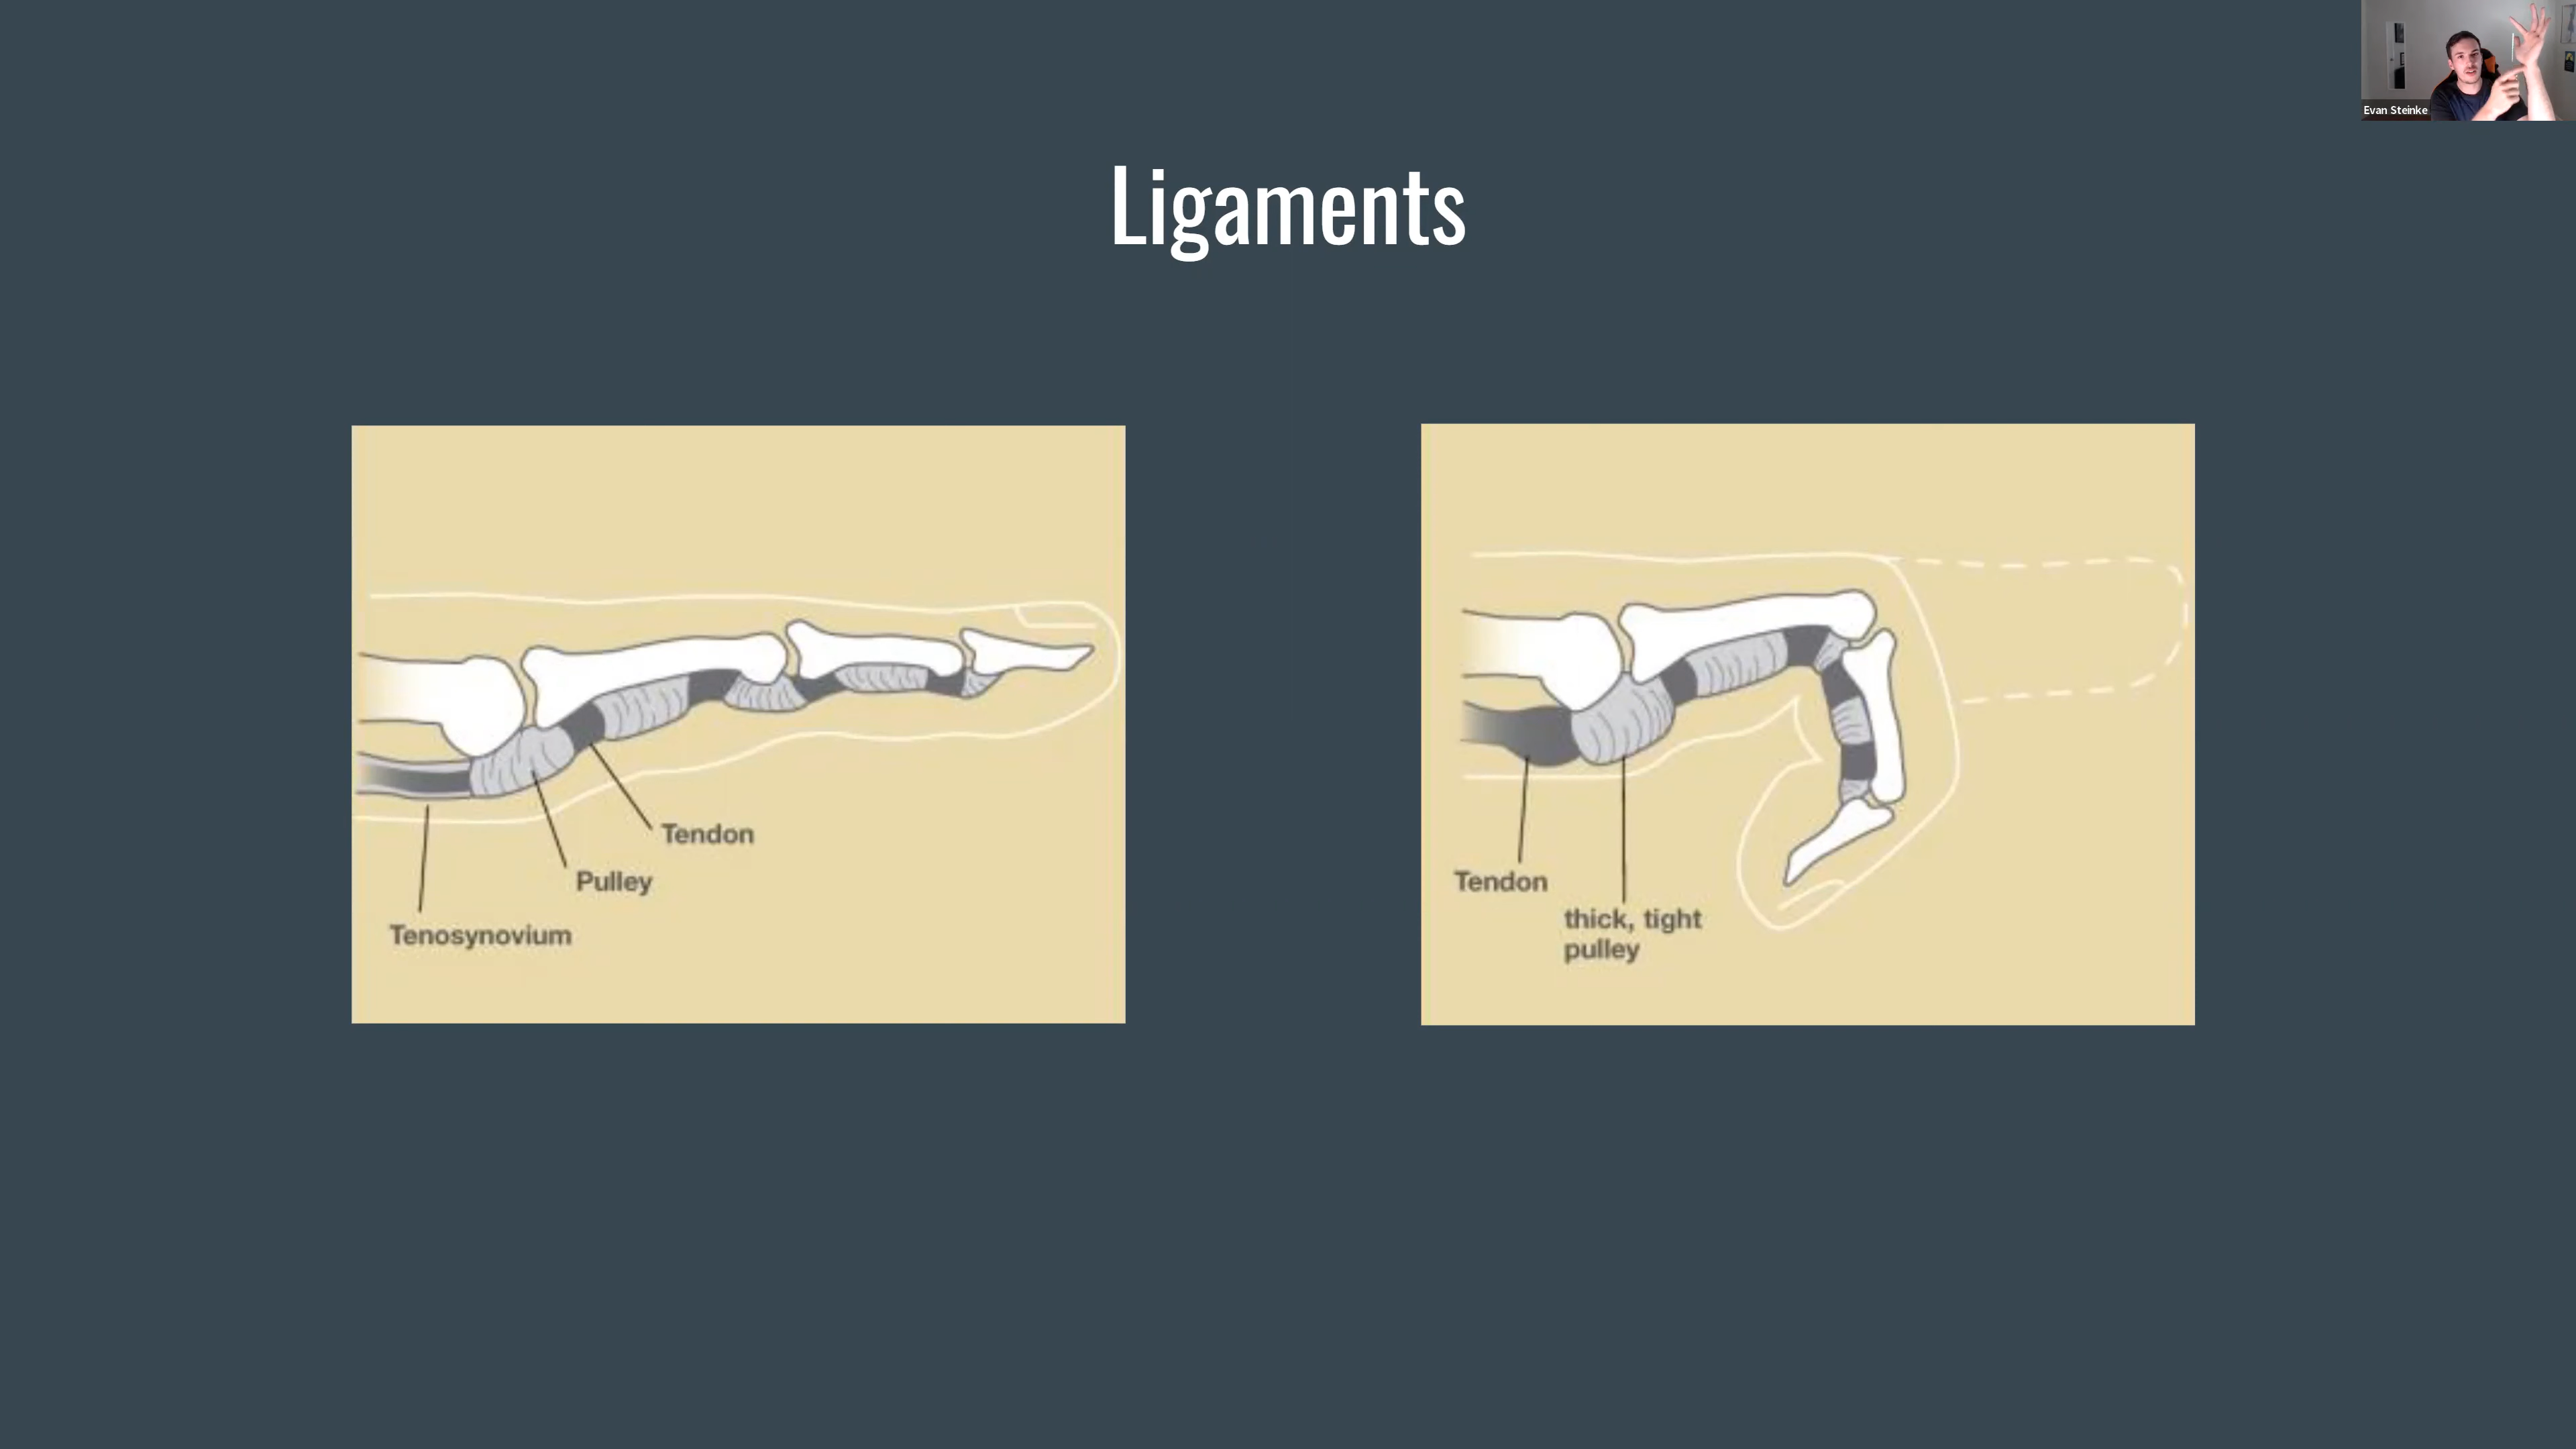 Evan Steinke
Ligaments
Tendon
Pulley
Tenosynovium
Tendon
thick, tight
pulley